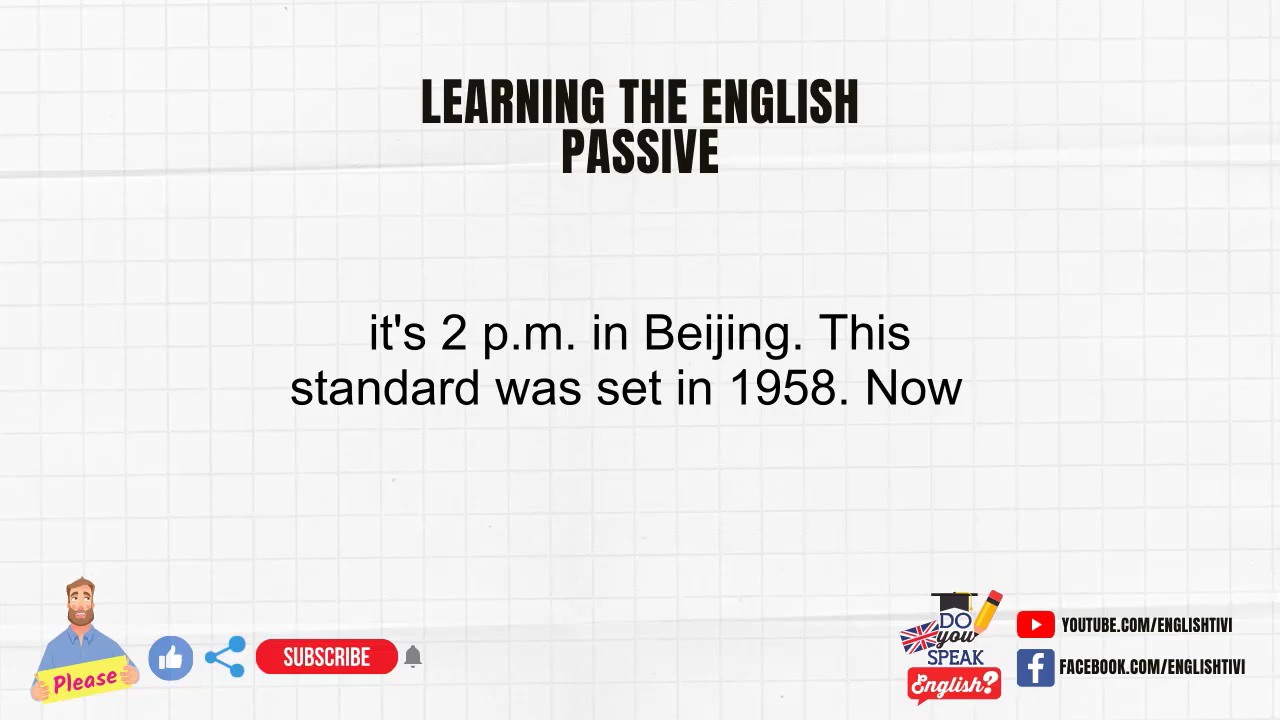 LEARNING THE ENGLISH
PASSIVE
it's 2 p.m. in Beijing. This
standard was set in 1958. Now
Please
SUBSCRIBE
DO
you
SPEAK
English?
YOUTUBE.COM/ENGLISHTIVI
FACEBOOK.COM/ENGLISHTIVI